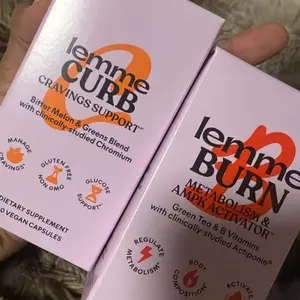 lemme
CURB
CRAVINGS SUPPORT**
Bitter Melon & Greens Blend
with clinically studied Chromium
MANAGE
CRAVINGS*
GLUTEN FREE
NON GMO
GLUCOSE
SUPPORT*
DIETARY SUPPLEMENT
VEGAN CAPSULES
lemme
BURN
METABOLISM &
AMPK ACTIVATOR*
Green Tea & B Vitamins
with clinically studied Actiponin®
REGULATE
METABOLISM*
BODY
COMPOSITION*